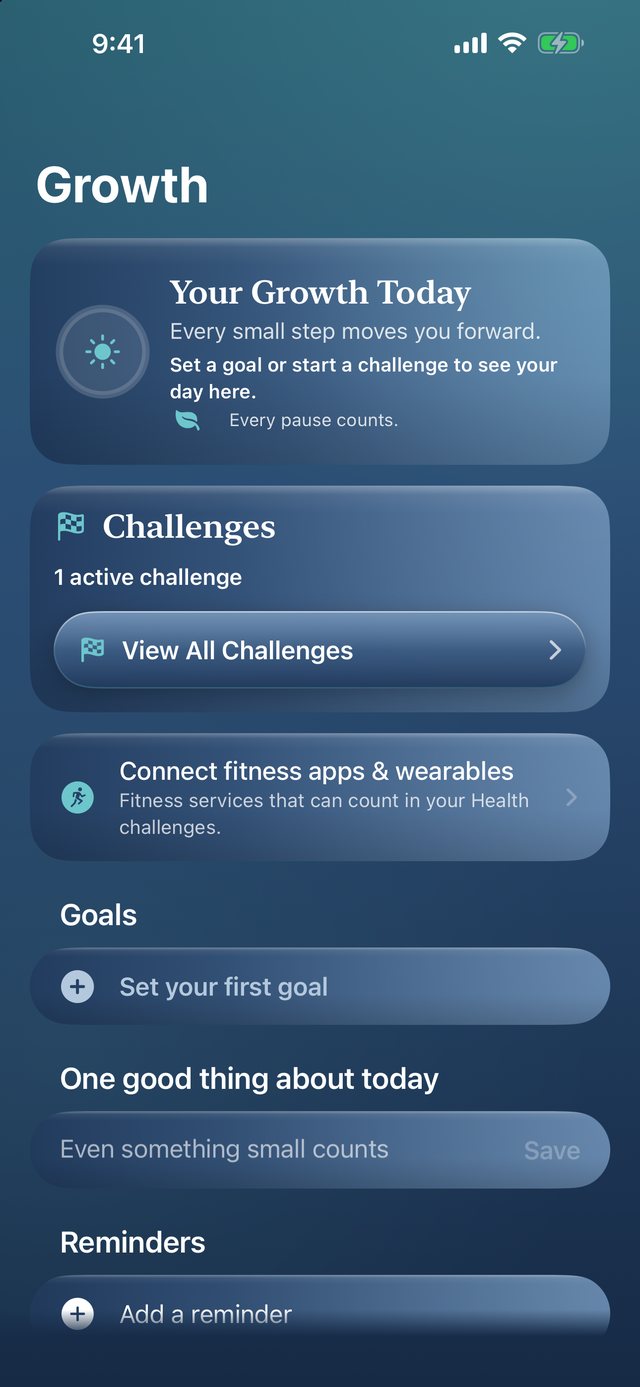 9:41
Growth
Your Growth Today
Every small step moves you forward.
Set a goal or start a challenge to see your
day here.
Every pause counts.
Challenges
1 active challenge
View All Challenges
Connect fitness apps & wearables
Fitness services that can count in your Health
challenges.
Goals
Set your first goal
One good thing about today
Even something small counts
Save
Reminders
Add a reminder